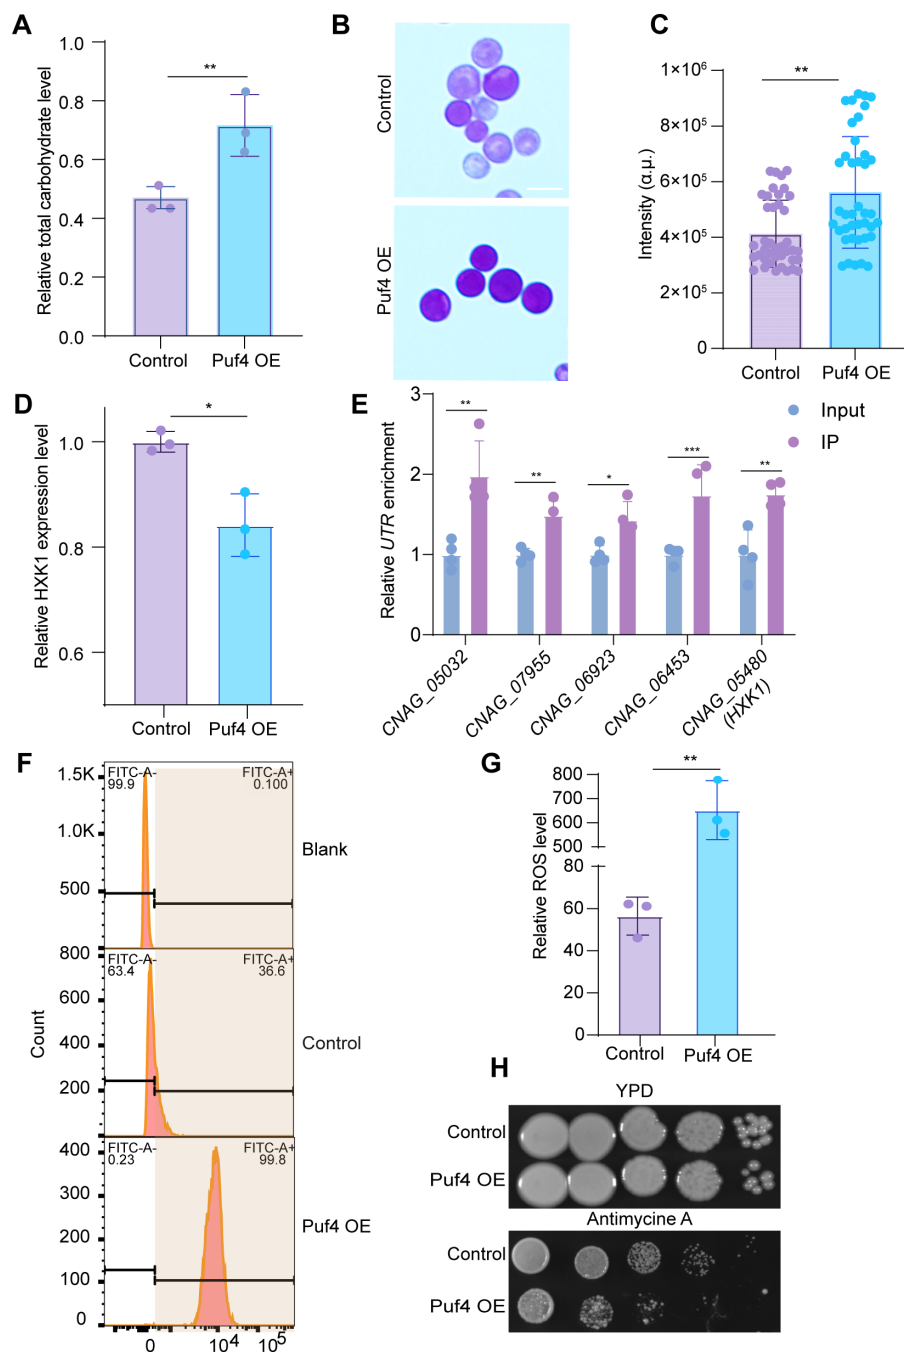 A
Relative total carbohydrate level
1.0
0.8
0.6
0.4
0.2
0.0
**
Control
Puf4 OE
B
Control
Puf4 OE
C
Intensity (α.μ.)
1×10⁶
8×10⁵
6×10⁵
4×10⁵
2×10⁵
0
**
Control
Puf4 OE
D
Relative HXK1 expression level
1.0
0.8
0.6
*
Control
Puf4 OE
E
Relative UTR enrichment
3
2
1
0
**
**
*
***
**
Input
IP
CNAG_05032
CNAG_07955
CNAG_06923
CNAG_06453
CNAG_05480
(HXK1)
F
Count
1.5K
1.0K
500
FITC-A-
99.9
FITC-A+
0.100
Blank
800
600
400
200
0
FITC-A-
63.4
FITC-A+
36.6
Control
400
300
200
100
0
FITC-A-
0.23
FITC-A+
99.8
Puf4 OE
0
10⁴
10⁵
G
Relative ROS level
800
700
600
500
80
60
40
20
0
**
Control
Puf4 OE
H
YPD
Control
Puf4 OE
Antimycine A
Control
Puf4 OE